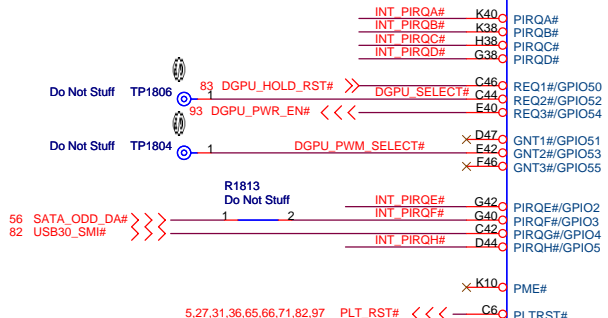 INT_PIRQA# K40 PIRQA#
INT_PIRQB# K38 PIRQB#
INT_PIRQC# H38 PIRQC#
INT_PIRQD# G38 PIRQD#
83 DGPU_HOLD_RST# C46 REQ1#/GPIO50
Do Not Stuff TP1806 1 DGPU_SELECT# C44 REQ2#/GPIO52
93 DGPU_PWR_EN# E40 REQ3#/GPIO54
D47 GNT1#/GPIO51
Do Not Stuff TP1804 1 DGPU_PWM_SELECT# E42 GNT2#/GPIO53
F46 GNT3#/GPIO55
R1813
Do Not Stuff
INT_PIRQE# G42 PIRQE#/GPIO2
56 SATA_ODD_DA# 1 2 INT_PIRQF# G40 PIRQF#/GPIO3
82 USB30_SMI# C42 PIRQG#/GPIO4
INT_PIRQH# D44 PIRQH#/GPIO5
K10 PME#
5,27,31,36,65,66,71,82,97 PLT_RST# C6 PLTRST#